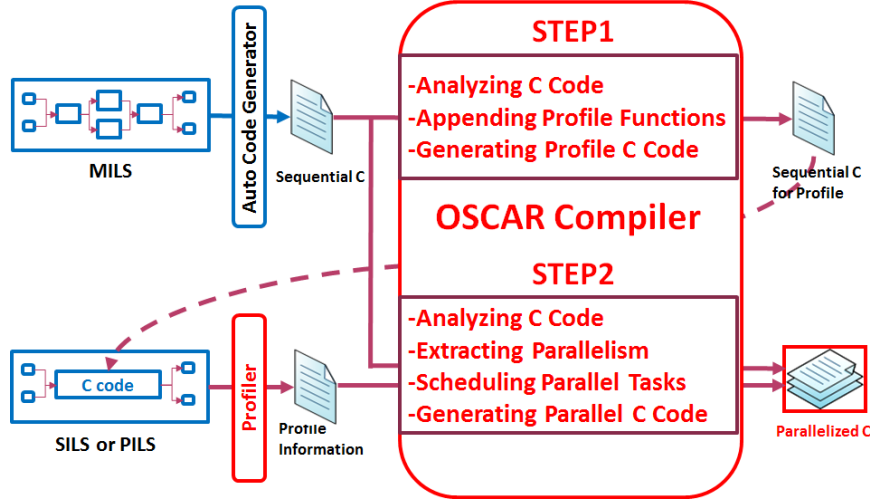 STEP1
-Analyzing C Code
-Appending Profile Functions
-Generating Profile C Code
MILS
Auto Code Generator
Sequential C
Sequential C
for Profile
OSCAR Compiler
STEP2
-Analyzing C Code
-Extracting Parallelism
-Scheduling Parallel Tasks
-Generating Parallel C Code
C code
SILS or PILS
Profiler
Profile
Information
Parallelized C